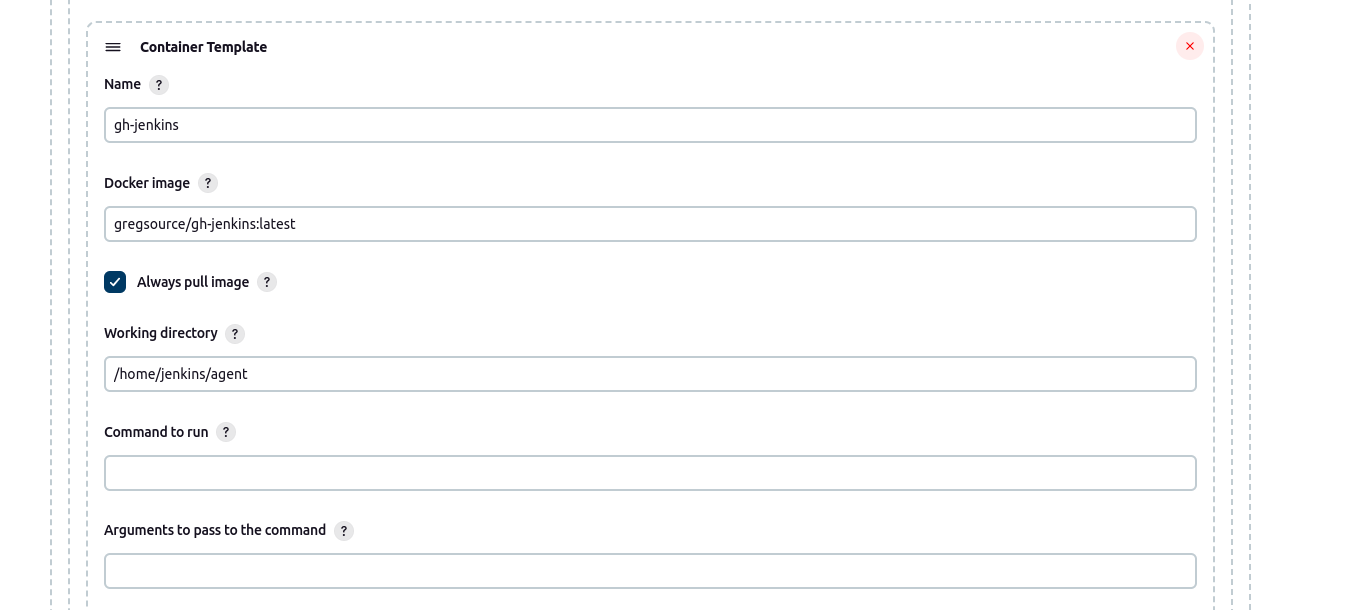 Container Template
Name ?
gh-jenkins
Docker image ?
gregsource/gh-jenkins:latest
Always pull image ?
Working directory ?
/home/jenkins/agent
Command to run ?
Arguments to pass to the command ?